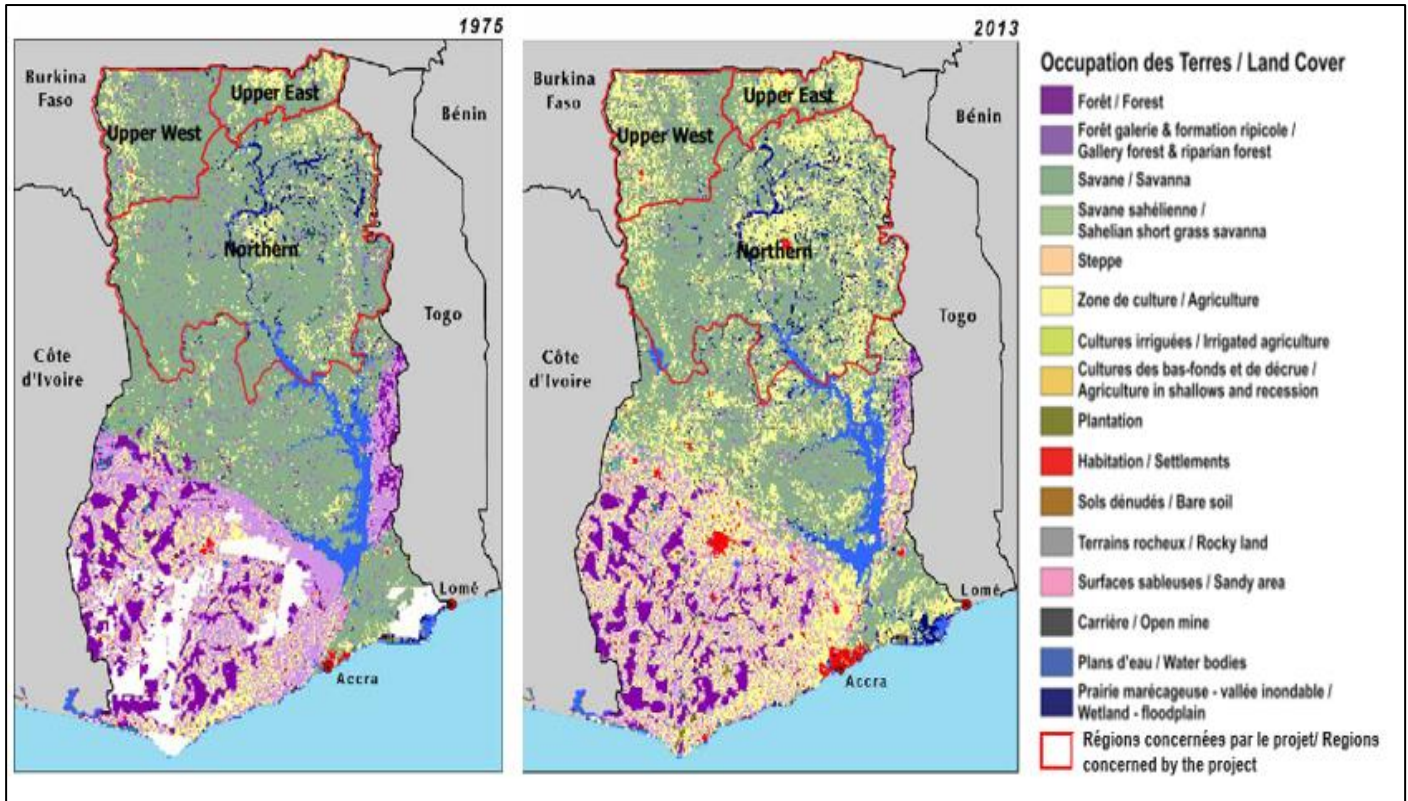 1975
Burkina
Faso
Upper East
Upper West
Bénin
Northern
Togo
Côte
d'Ivoire
Lomé
Accra
2013
Burkina
Faso
Upper East
Upper West
Bénin
Northern
Togo
Côte
d'Ivoire
Lomé
Accra
Occupation des Terres / Land Cover
Forêt / Forest
Forêt galerie & formation ripicole /
Gallery forest & riparian forest
Savane / Savanna
Savane sahélienne /
Sahelian short grass savanna
Steppe
Zone de culture / Agriculture
Cultures irriguées / Irrigated agriculture
Cultures des bas-fonds et de décrue /
Agriculture in shallows and recession
Plantation
Habitation / Settlements
Sols dénudés / Bare soil
Terrains rocheux / Rocky land
Surfaces sableuses / Sandy area
Carrière / Open mine
Plans d'eau / Water bodies
Prairie marécageuse - vallée inondable /
Wetland - floodplain
Régions concernées par le projet/ Regions
concerned by the project